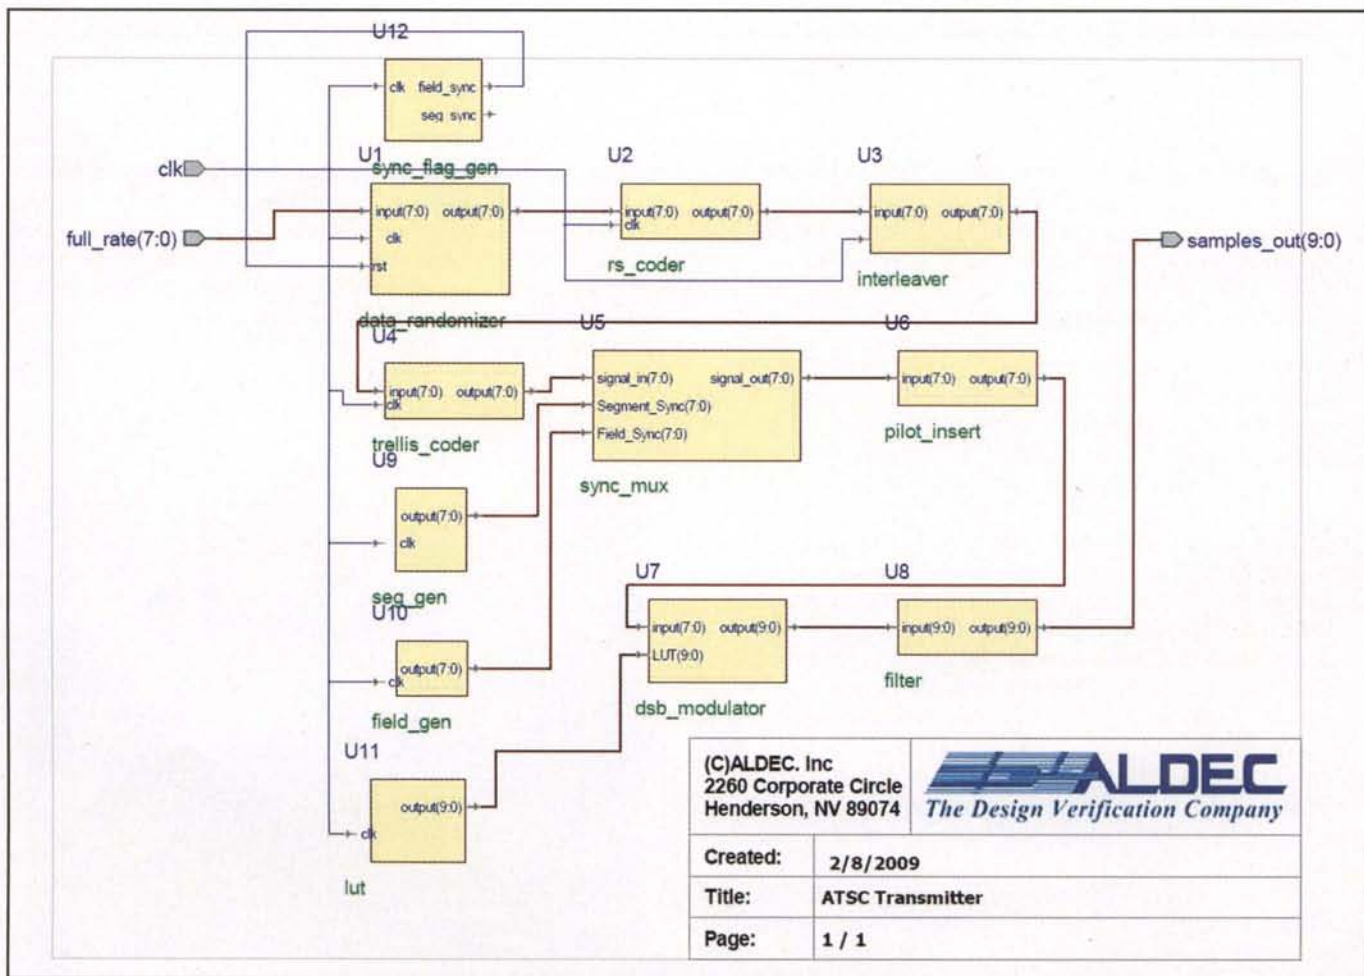 U12
clk field_sync
seg_sync
sync_flag_gen
clk
full_rate(7:0)
U1
input(7:0) output(7:0)
clk
rst
data_randomizer
U2
input(7:0) output(7:0)
clk
rs_coder
U3
input(7:0) output(7:0)
interleaver
samples_out(9:0)
U4
input(7:0) output(7:0)
clk
trellis_coder
U5
signal_in(7:0) signal_out(7:0)
Segment_Sync(7:0)
Field_Sync(7:0)
sync_mux
U6
input(7:0) output(7:0)
pilot_insert
U9
output(7:0)
clk
seg_gen
U10
output(7:0)
clk
field_gen
U7
input(7:0) output(9:0)
LUT(9:0)
dsb_modulator
U8
input(9:0) output(9:0)
filter
U11
output(9:0)
clk
lut
(C)ALDEC. Inc
2260 Corporate Circle
Henderson, NV 89074
ALDEC
The Design Verification Company
Created: 2/8/2009
Title: ATSC Transmitter
Page: 1 / 1